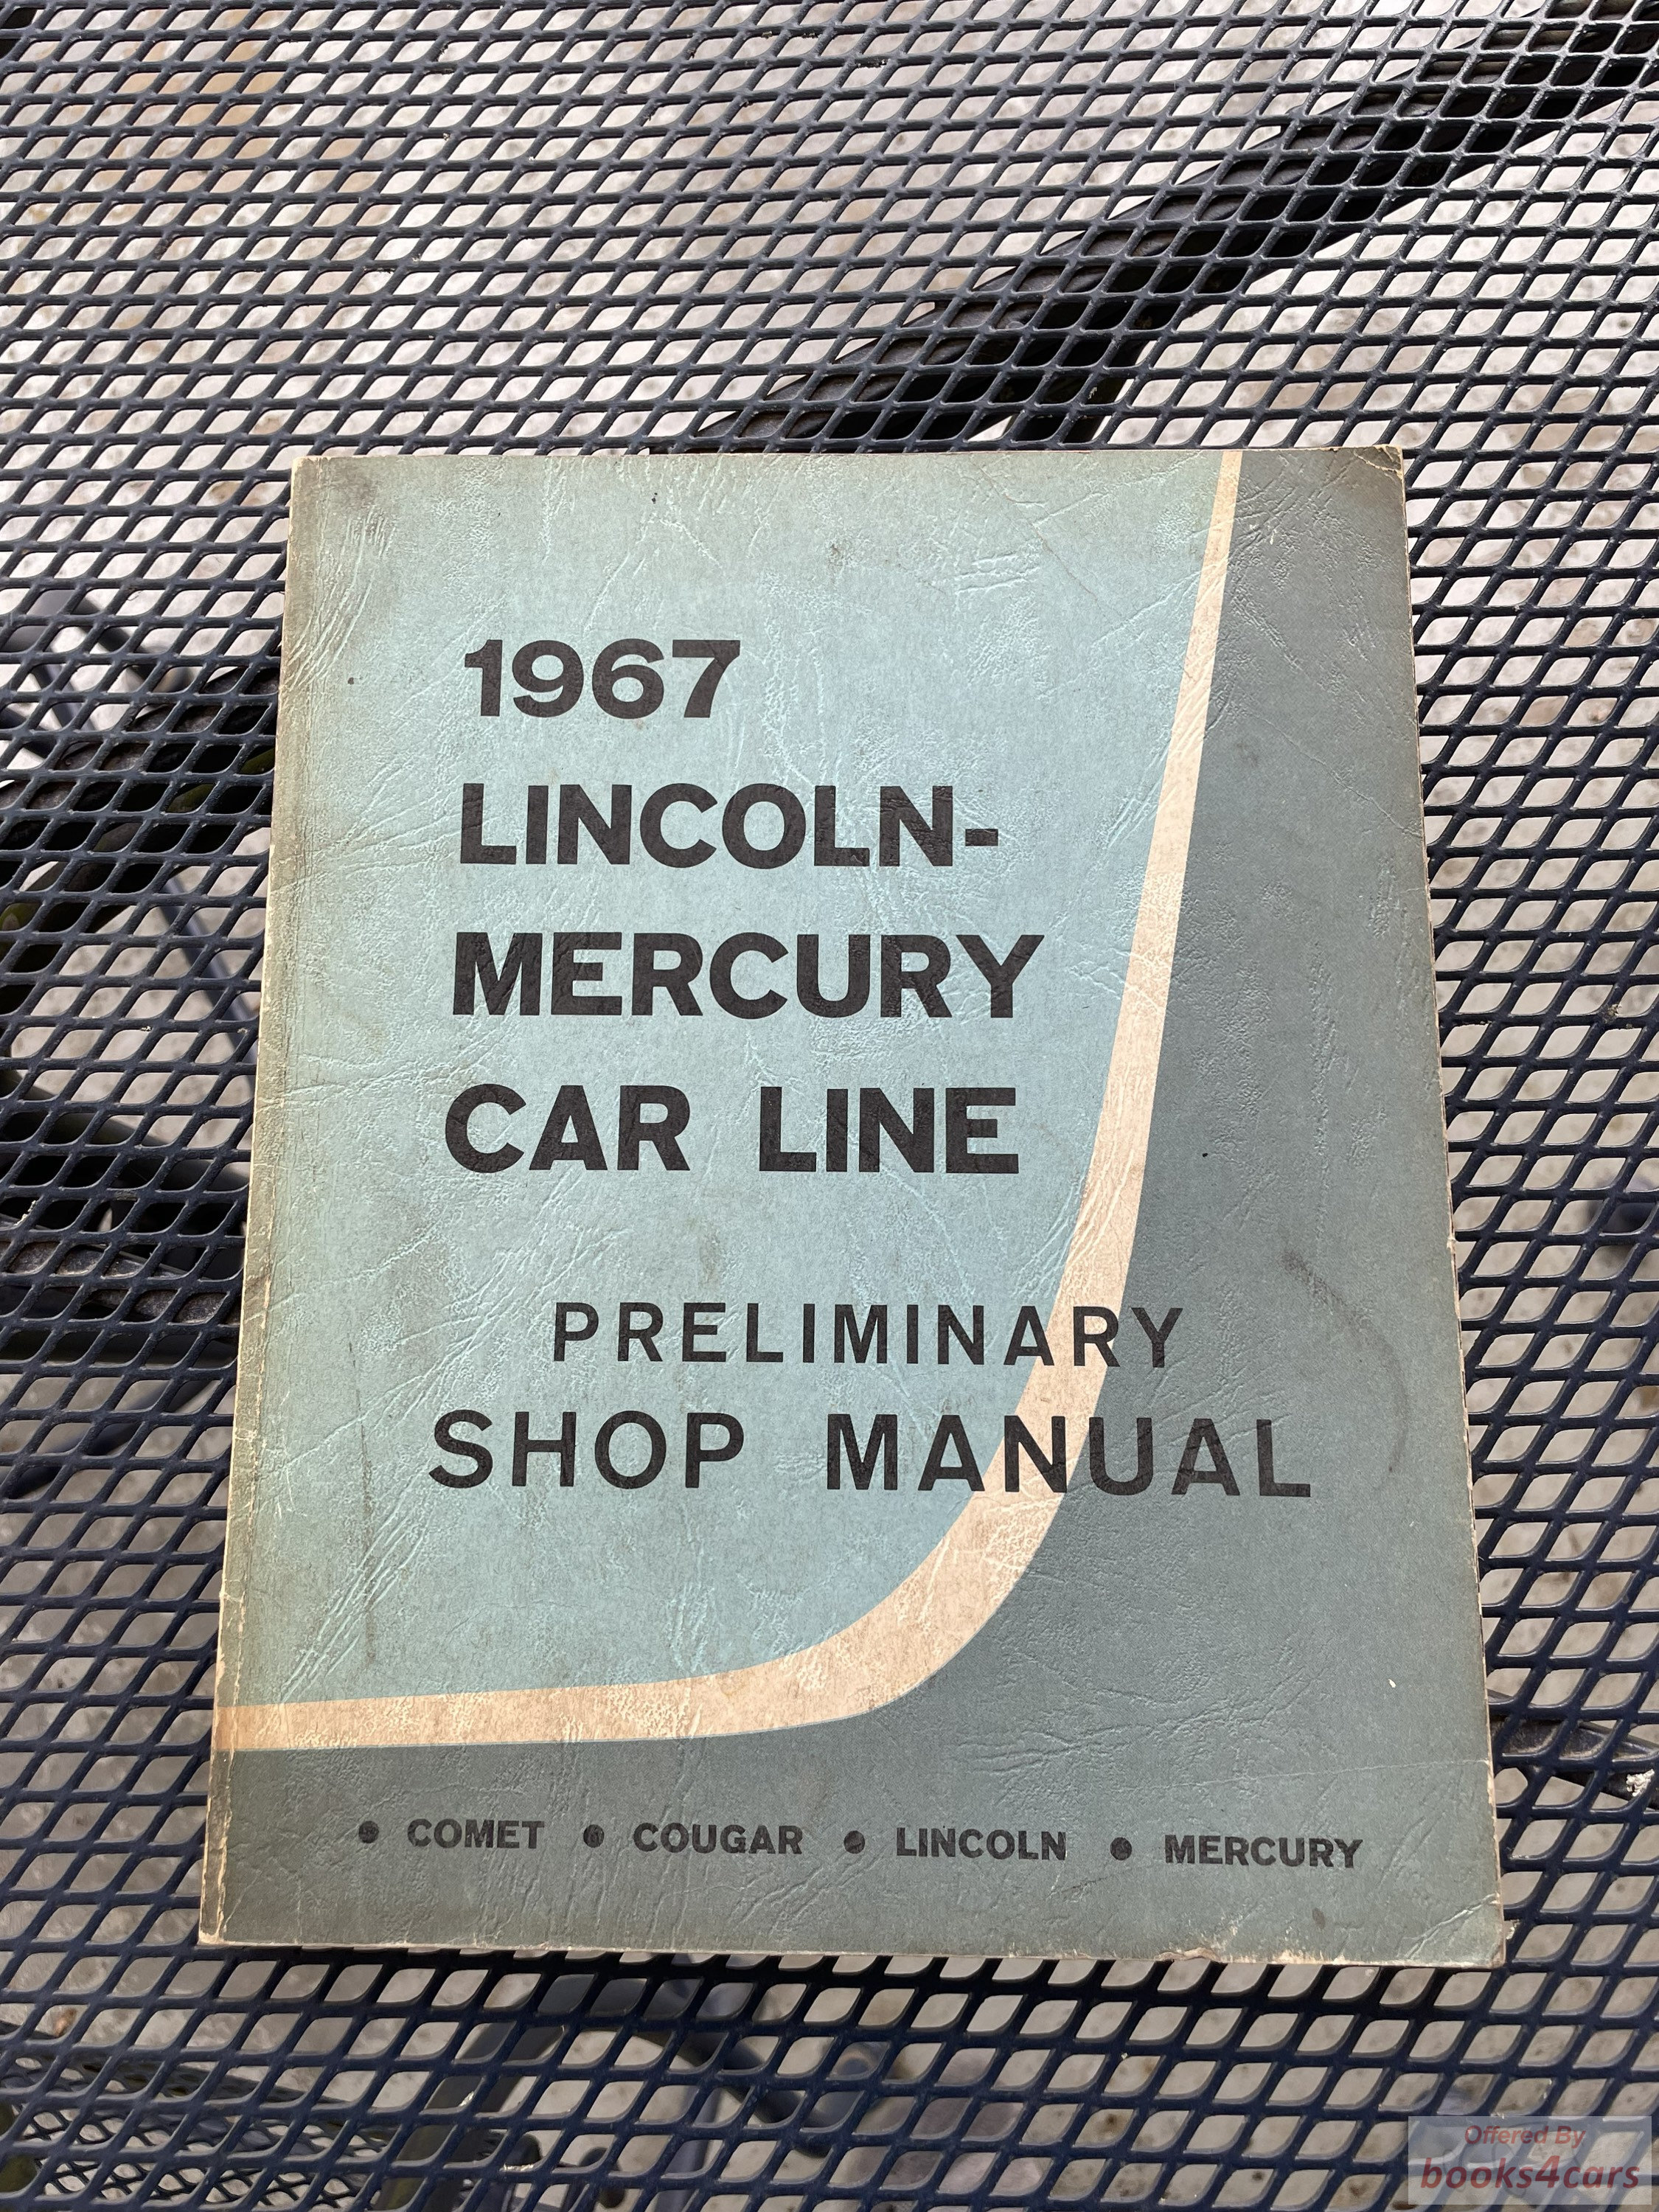 1967
LINCOLN-
MERCURY
CAR LINE
PRELIMINARY
SHOP MANUAL
• COMET • COUGAR • LINCOLN • MERCURY
Offered By
books4cars